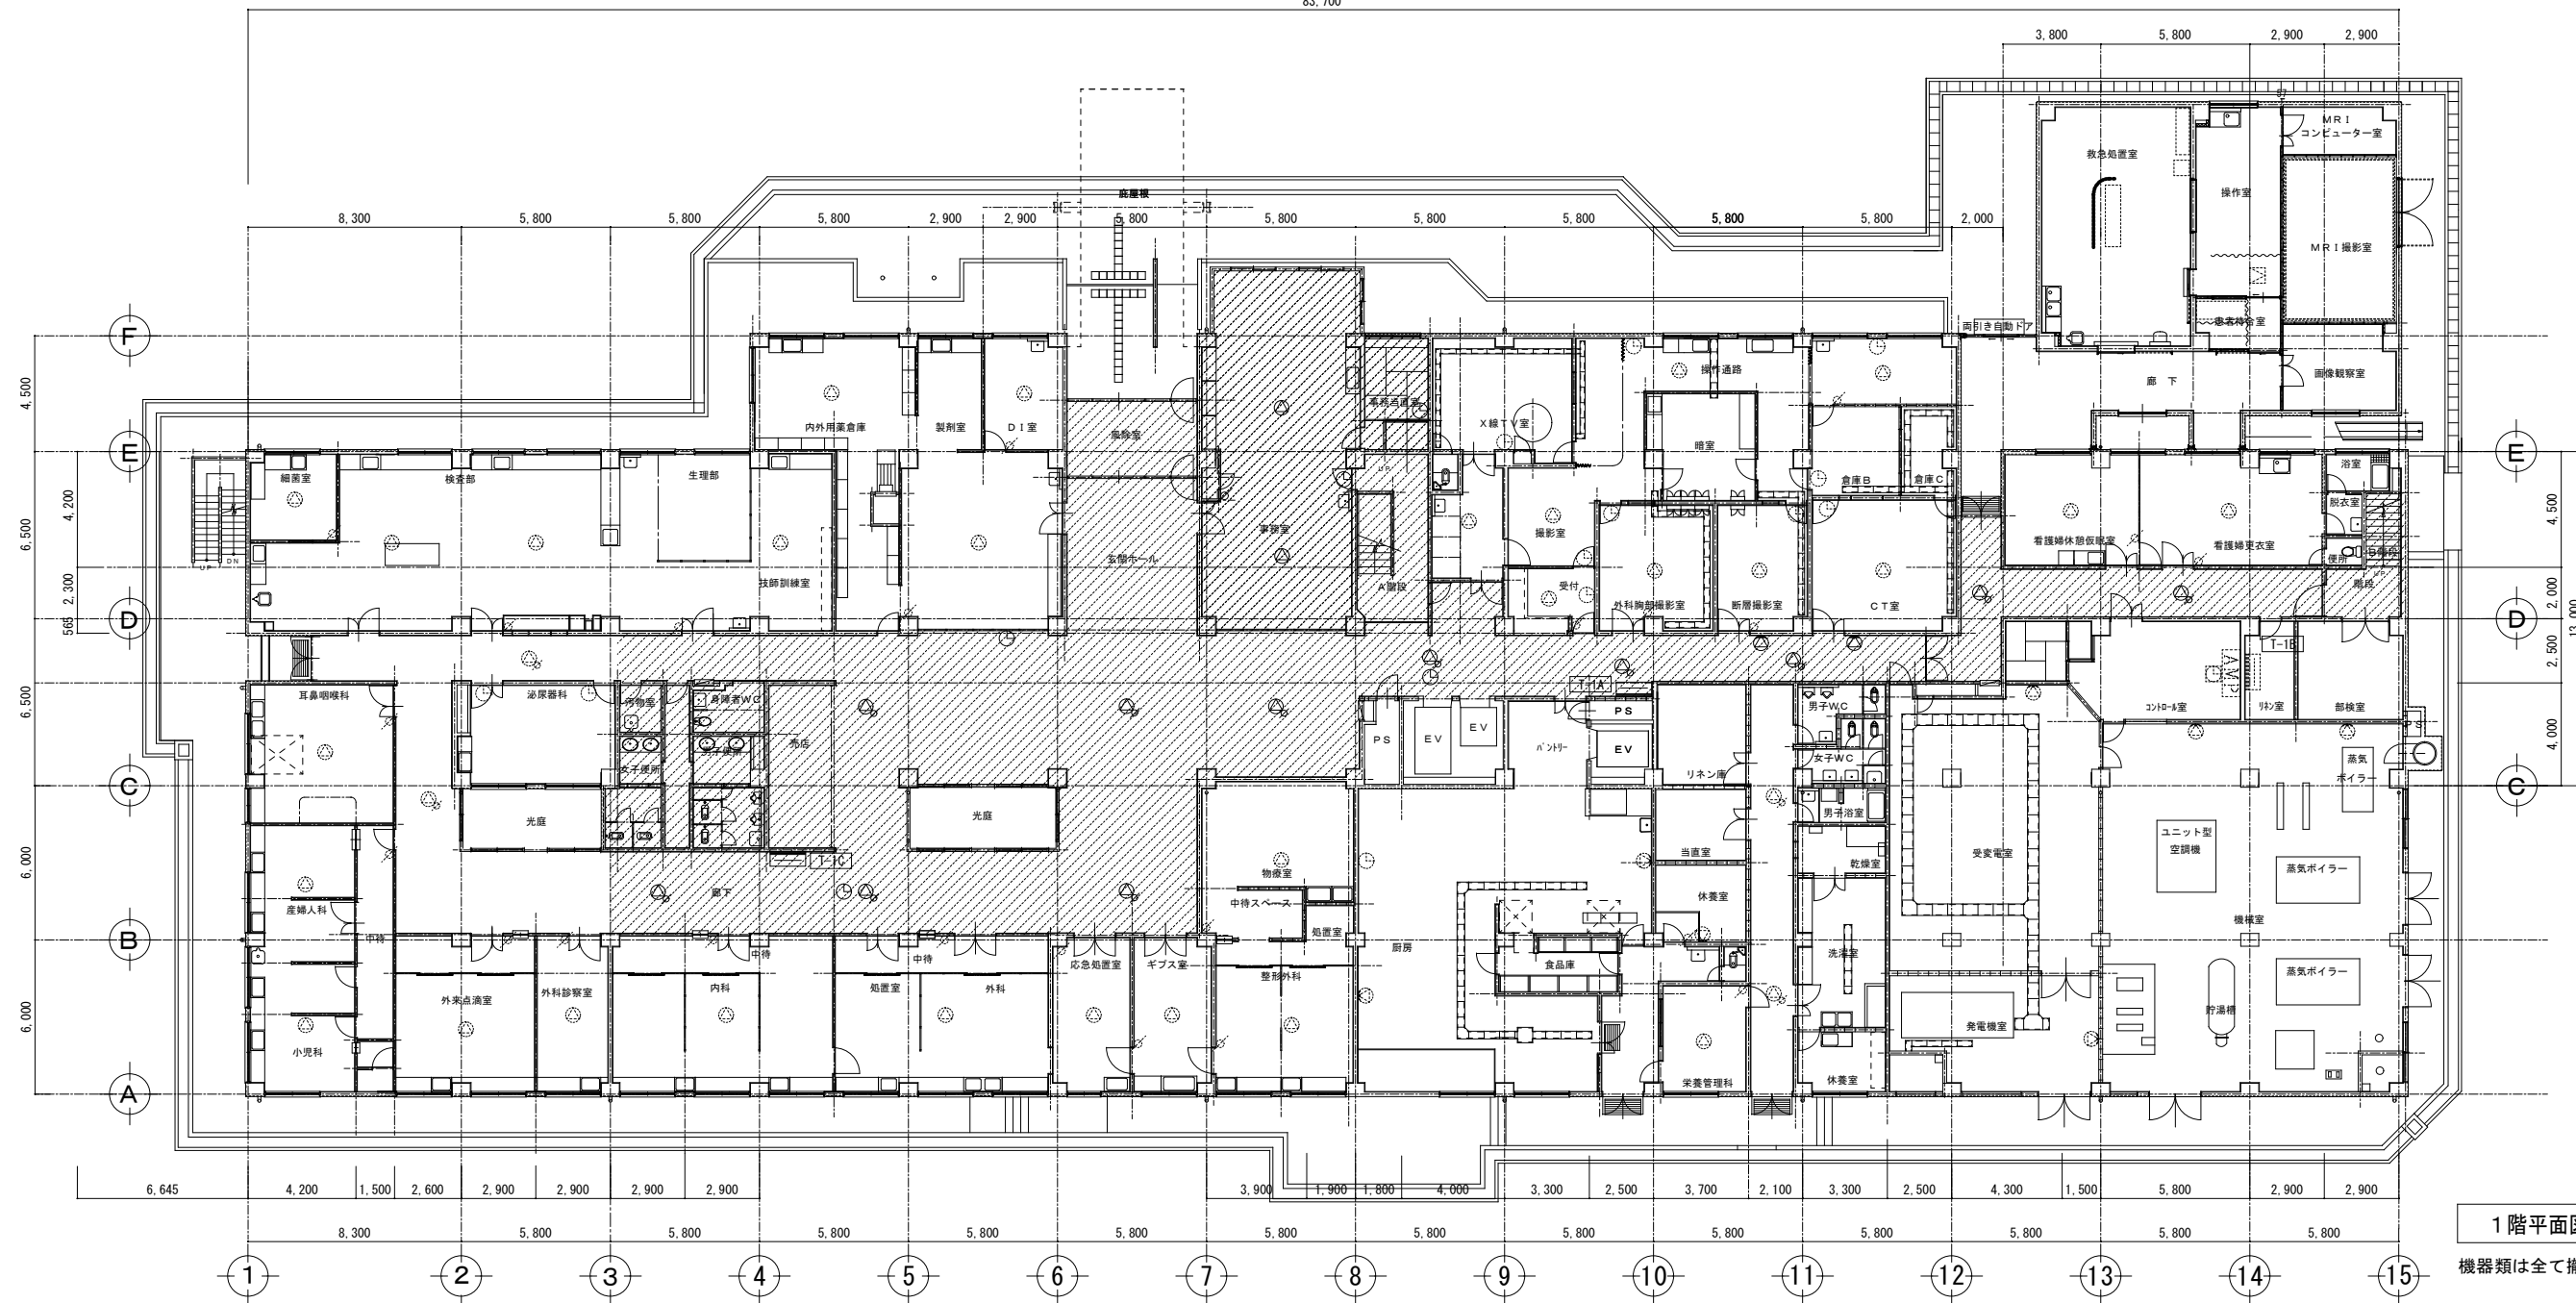 83,700
3,800 5,800 2,900 2,900
57
MRI
コンピューター室
救急処置室
操作室
庇屋根
8,300 5,800 5,800 5,800 2,900 2,900 5,800 5,800 5,800 5,800 5,800 5,800 2,000
MRI撮影室
患者待合室
両引き自動ドア
F
操作通路
画像観察室
廊 下
4,500
事務当直室
X線TV室
内外用薬倉庫
製剤室
DI室
風除室
暗室
E
E
UP
浴室
細菌室
検査部
生理部
倉庫B
倉庫C
脱衣室
4,200
6,500
4,500
事務室
撮影室
看護婦休憩仮眠室
看護婦更衣室
便所
B階段
UP
DN
UP
玄関ホール
技師訓練室
A階段
受付
階段
2,300
565
外科胸部撮影室
断層撮影室
CT室
2,000
13,000
D
D
T-1B
2,500
耳鼻咽喉科
泌尿器科
汚物室
身障者WC
T-1A
AMP
6,500
PS
男子WC
コントロール室
リネン室
部検室
PS
売店
PS
EV
EV
パントリー
EV
女子便所
男子便所
女子WC
蒸気
ボイラー
リネン庫
4,000
C
C
光庭
光庭
男子浴室
ユニット型
空調機
当直室
受変電室
T-1C
乾燥室
6,000
物療室
蒸気ボイラー
廊下
休養室
中待スペース
産婦人科
機械室
処置室
B
中待
中待
中待
厨房
洗濯室
応急処置室
ギプス室
食品庫
蒸気ボイラー
整形外科
外来点滴室
外科診察室
内科
処置室
外科
貯湯槽
6,000
発電機室
小児科
休養室
栄養管理科
A
6,645 4,200 1,500 2,600 2,900 2,900 2,900 2,900 3,900 1,900 1,800 4,000 3,300 2,500 3,700 2,100 3,300 2,500 4,300 1,500 5,800 2,900 2,900
1階平面図
8,300 5,800 5,800 5,800 5,800 5,800 5,800 5,800 5,800 5,800 5,800 5,800 5,800 5,800
機器類は全て撤
1 2 3 4 5 6 7 8 9 10 11 12 13 14 15